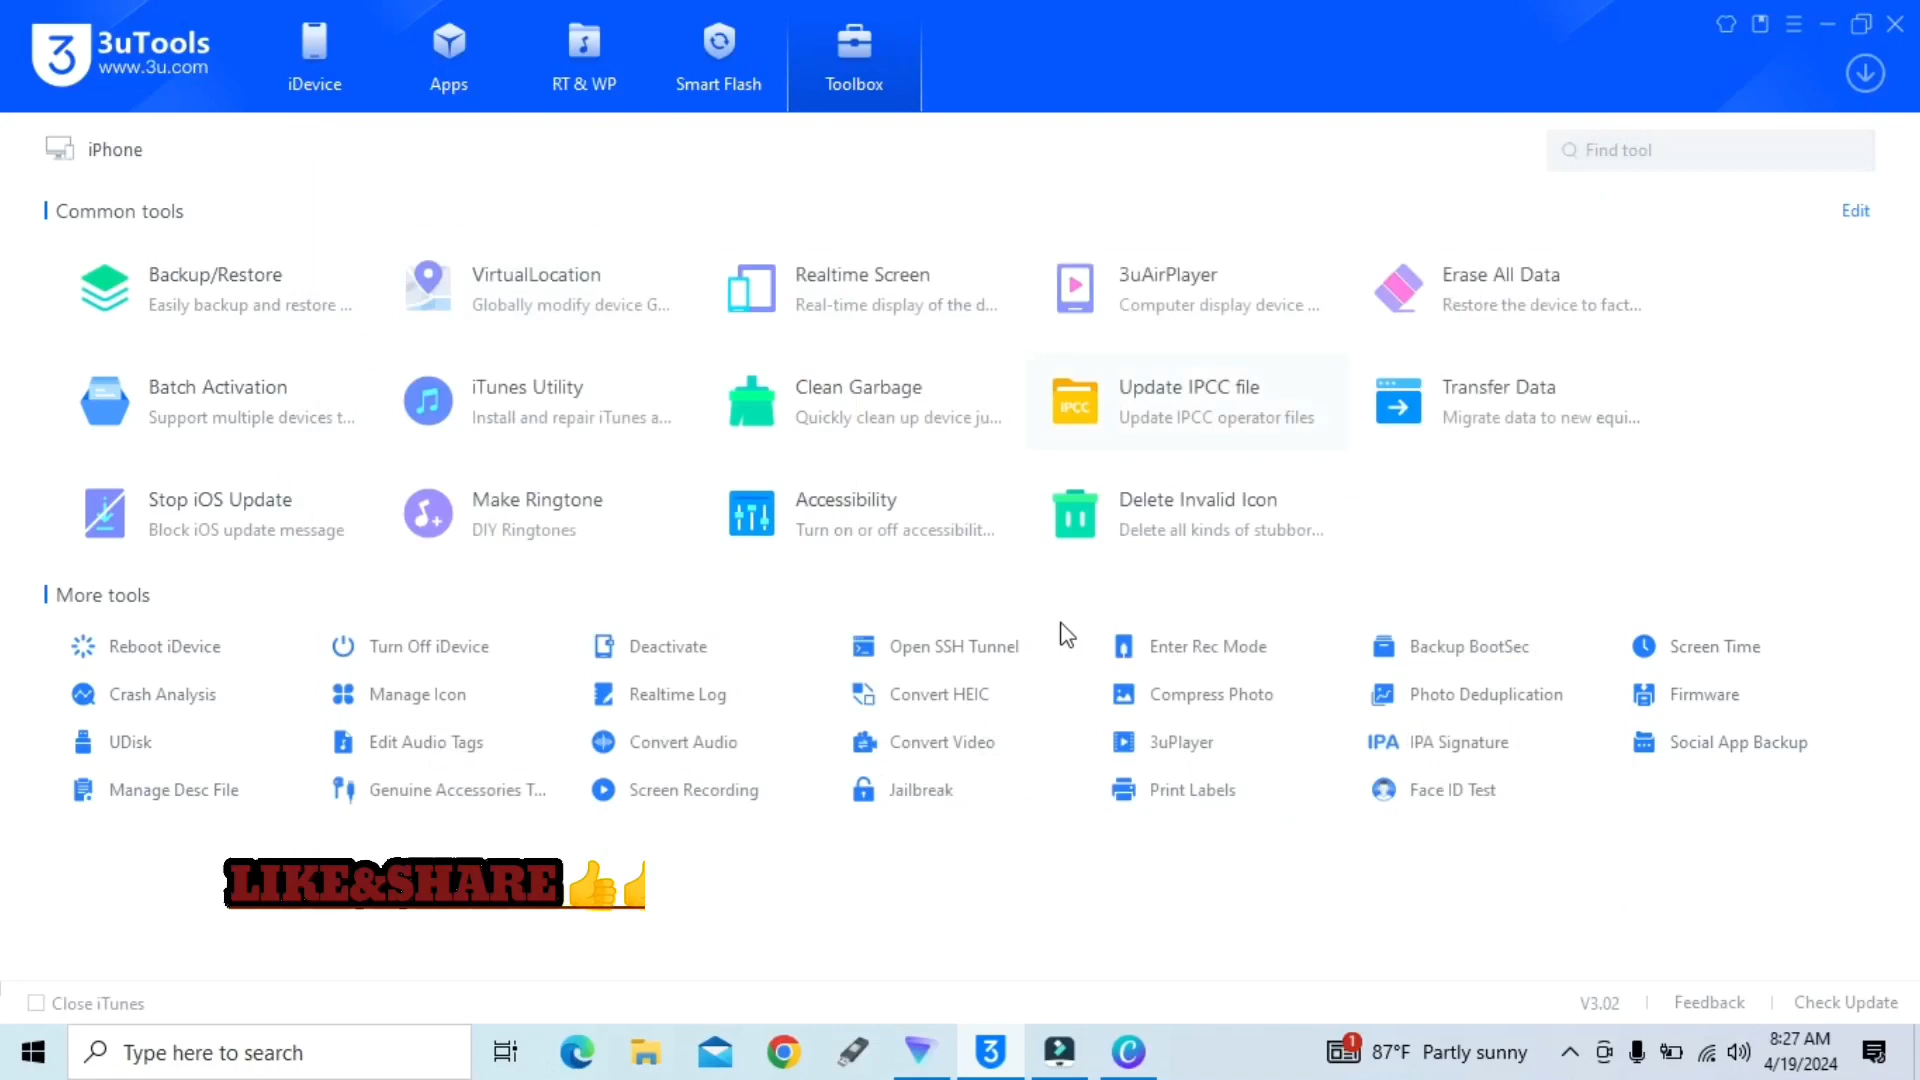 3 3uTools
www.3u.com
iDevice
Apps
RT & WP
Smart Flash
Toolbox
iPhone
Find tool
Common tools
Edit
Backup/Restore
Easily backup and restore ...
VirtualLocation
Globally modify device G...
Realtime Screen
Real-time display of the d...
3uAirPlayer
Computer display device ...
Erase All Data
Restore the device to fact...
Batch Activation
Support multiple devices t...
iTunes Utility
Install and repair iTunes a...
Clean Garbage
Quickly clean up device ju...
IPCC
Update IPCC file
Update IPCC operator files
Transfer Data
Migrate data to new equi...
Stop iOS Update
Block iOS update message
Make Ringtone
DIY Ringtones
Accessibility
Turn on or off accessibilit...
Delete Invalid Icon
Delete all kinds of stubbor...
More tools
Reboot iDevice
Turn Off iDevice
Deactivate
Open SSH Tunnel
Enter Rec Mode
Backup BootSec
Screen Time
Crash Analysis
Manage Icon
Realtime Log
Convert HEIC
Compress Photo
Photo Deduplication
Firmware
UDisk
Edit Audio Tags
Convert Audio
Convert Video
3uPlayer
IPA IPA Signature
Social App Backup
Manage Desc File
Genuine Accessories T...
Screen Recording
Jailbreak
Print Labels
Face ID Test
LIKE&SHARE👍
Close iTunes
V3.02
Feedback
Check Update
Type here to search
3
1
87°F Partly sunny
8:27 AM
4/19/2024